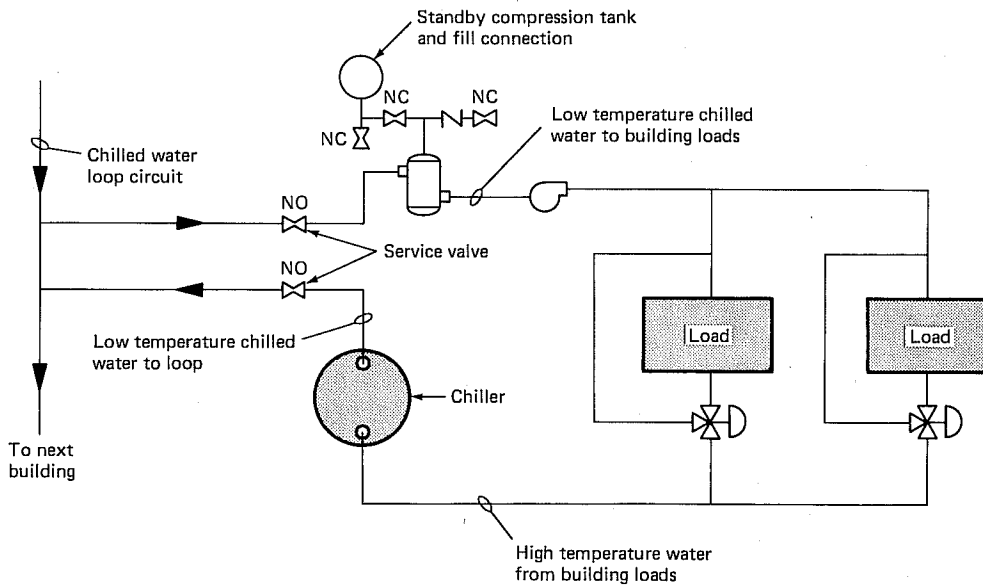 Standby compression tank
and fill connection
NC
NC
NC
Low temperature chilled
water to building loads
Chilled water
loop circuit
NO
Service valve
NO
Low temperature chilled
water to loop
Load
Load
Chiller
To next
building
High temperature water
from building loads